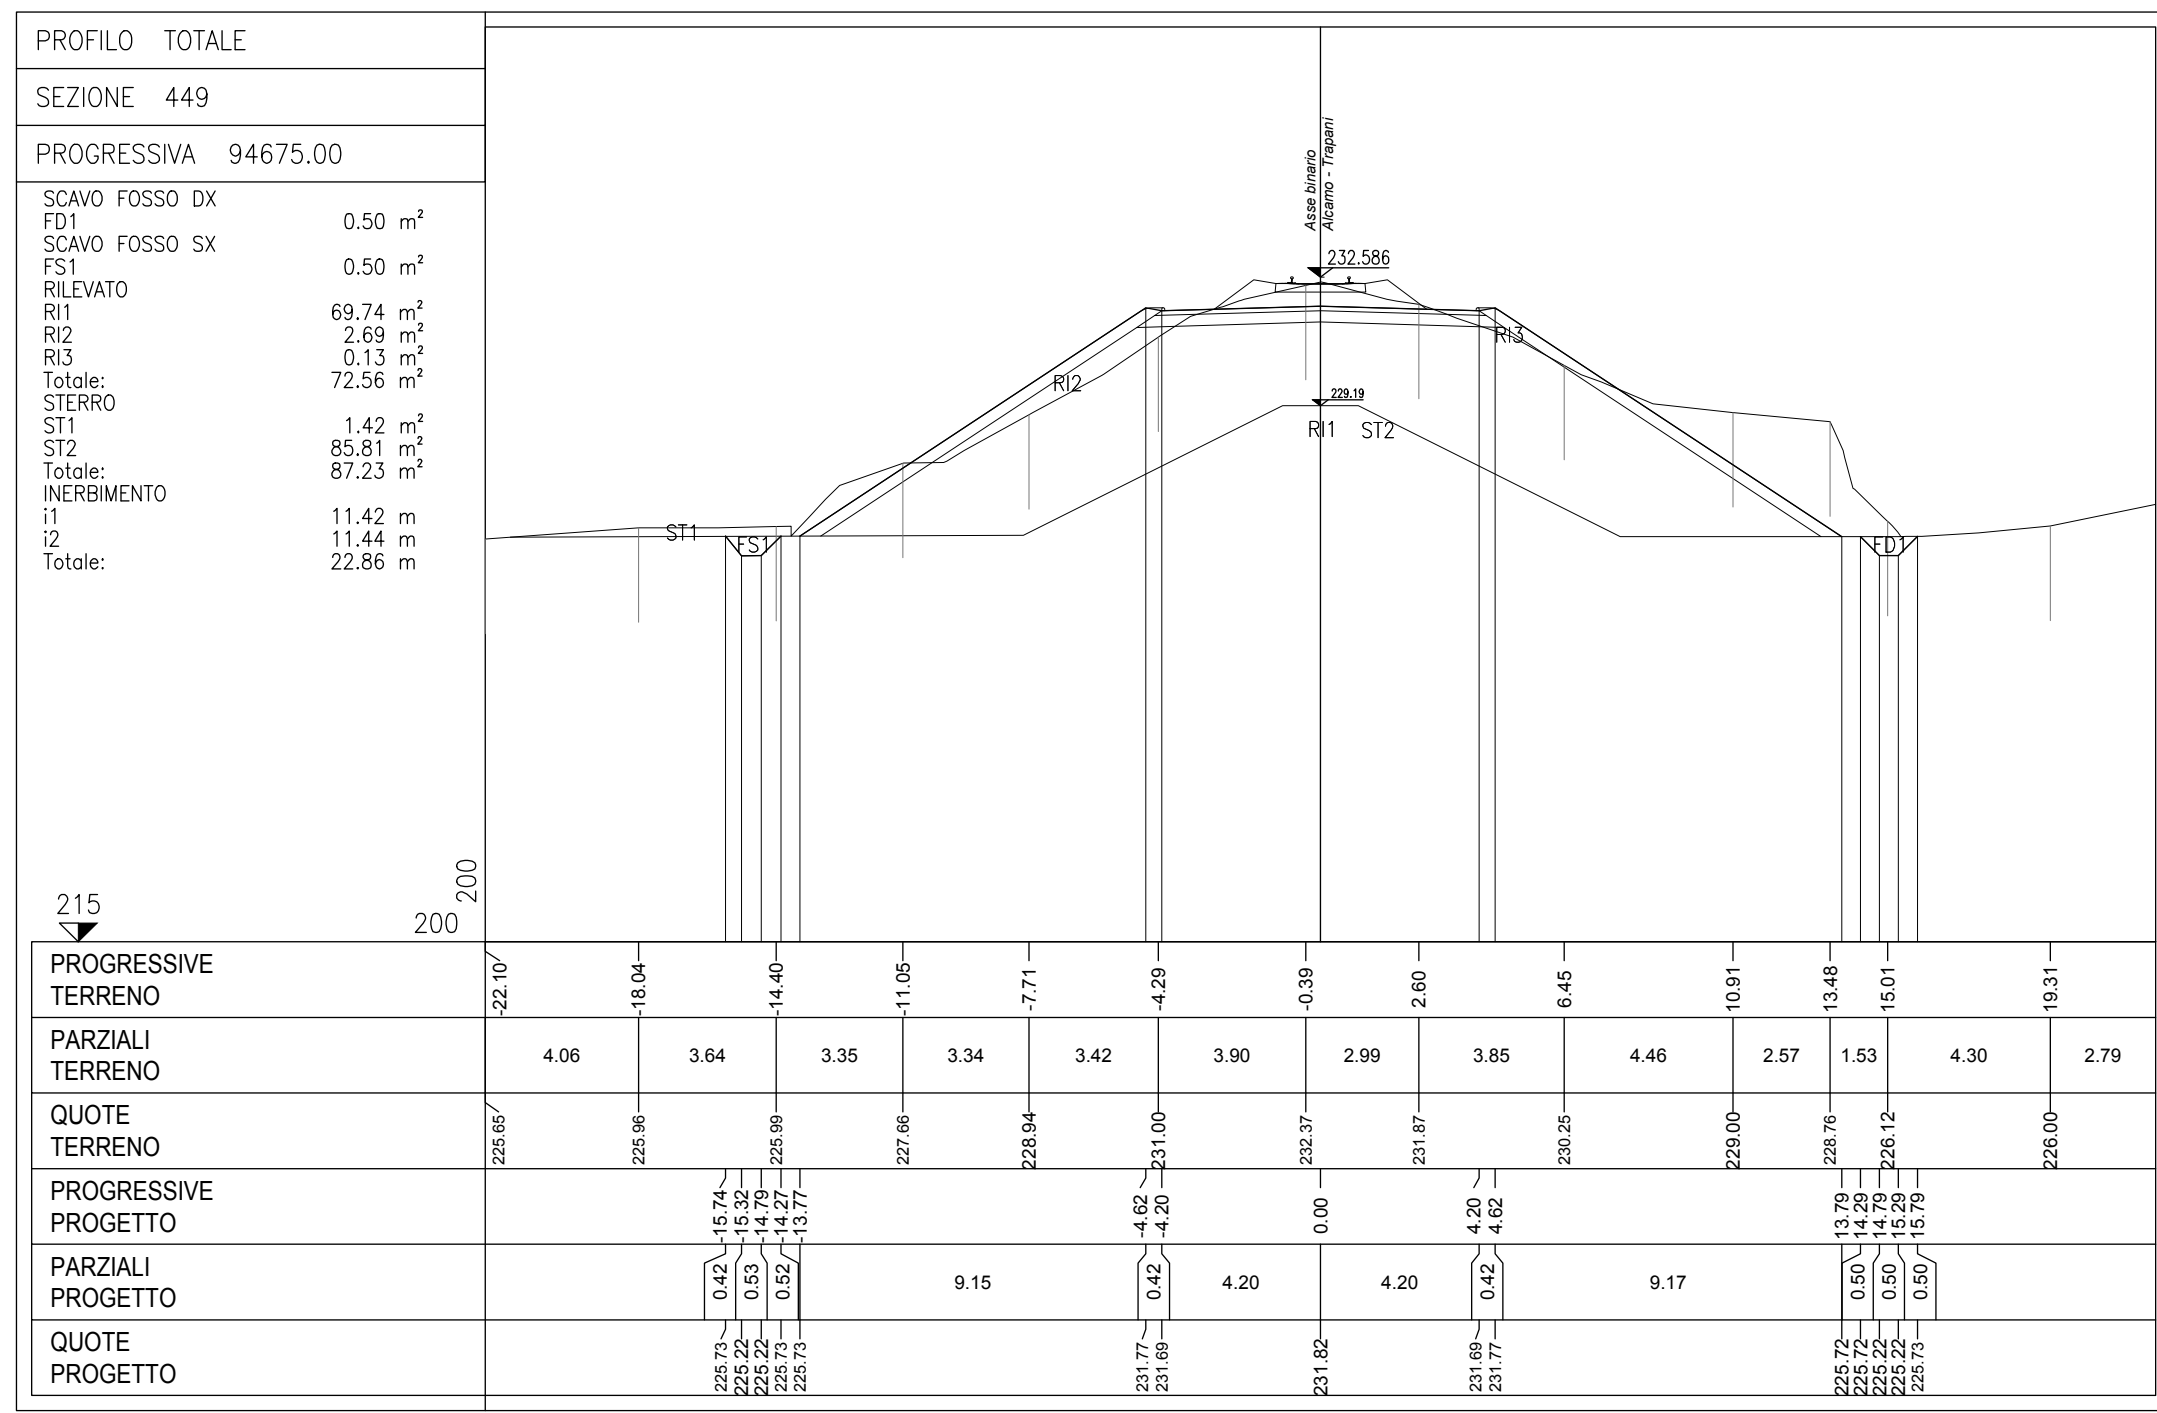 PROFILO TOTALE
SEZIONE 449
PROGRESSIVA 94675.00
SCAVO FOSSO DX
FD1 0.50 m²
SCAVO FOSSO SX
FS1 0.50 m²
RILEVATO
RI1 69.74 m²
RI2 2.69 m²
RI3 0.13 m²
Totale: 72.56 m²
STERRO
ST1 1.42 m²
ST2 85.81 m²
Totale: 87.23 m²
INERBIMENTO
i1 11.42 m
i2 11.44 m
Totale: 22.86 m
Asse binario
Alcamo - Trapani
232.586
RI3
RI2
229.19
RI1 ST2
ST1
FS1
FD1
215
200
200
PROGRESSIVE
TERRENO
-22.10 -18.04 -14.40 -11.05 -7.71 -4.29 -0.39 2.60 6.45 10.91 13.48 15.01 19.31
PARZIALI
TERRENO
4.06 3.64 3.35 3.34 3.42 3.90 2.99 3.85 4.46 2.57 1.53 4.30 2.79
QUOTE
TERRENO
225.65 225.96 225.99 227.66 228.94 231.00 232.37 231.87 230.25 229.00 228.76 226.12 226.00
PROGRESSIVE
PROGETTO
-15.74 -15.32 -14.79 -14.27 -13.77 -4.62 -4.20 0.00 4.20 4.62 13.79 14.29 14.79 15.29 15.79
PARZIALI
PROGETTO
0.42 0.53 0.52 9.15 0.42 4.20 4.20 0.42 9.17 0.50 0.50 0.50
QUOTE
PROGETTO
225.73 225.22 225.22 225.73 225.73 231.77 231.69 231.82 231.69 231.77 225.72 225.72 225.22 225.22 225.73